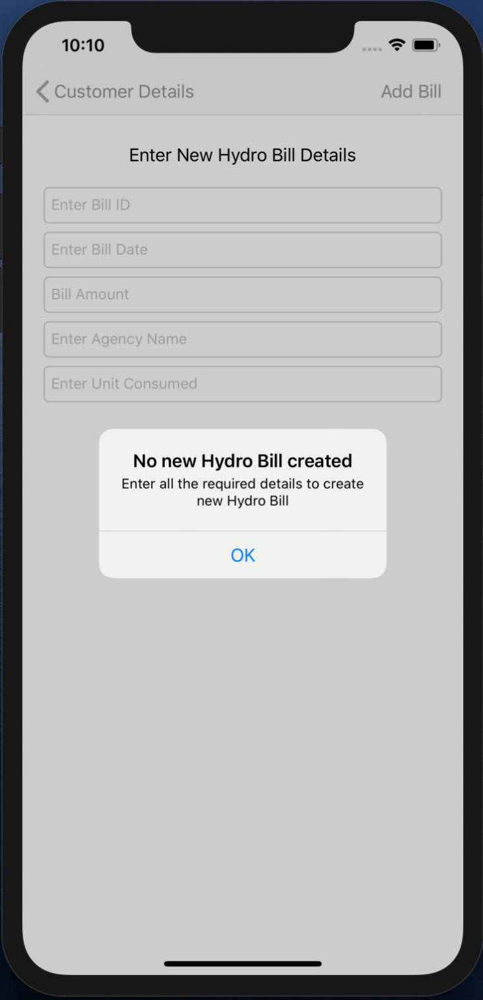 10:10
Customer Details
Add Bill
Enter New Hydro Bill Details
Enter Bill ID
Enter Bill Date
Bill Amount
Enter Agency Name
Enter Unit Consumed
No new Hydro Bill created
Enter all the required details to create
new Hydro Bill
OK